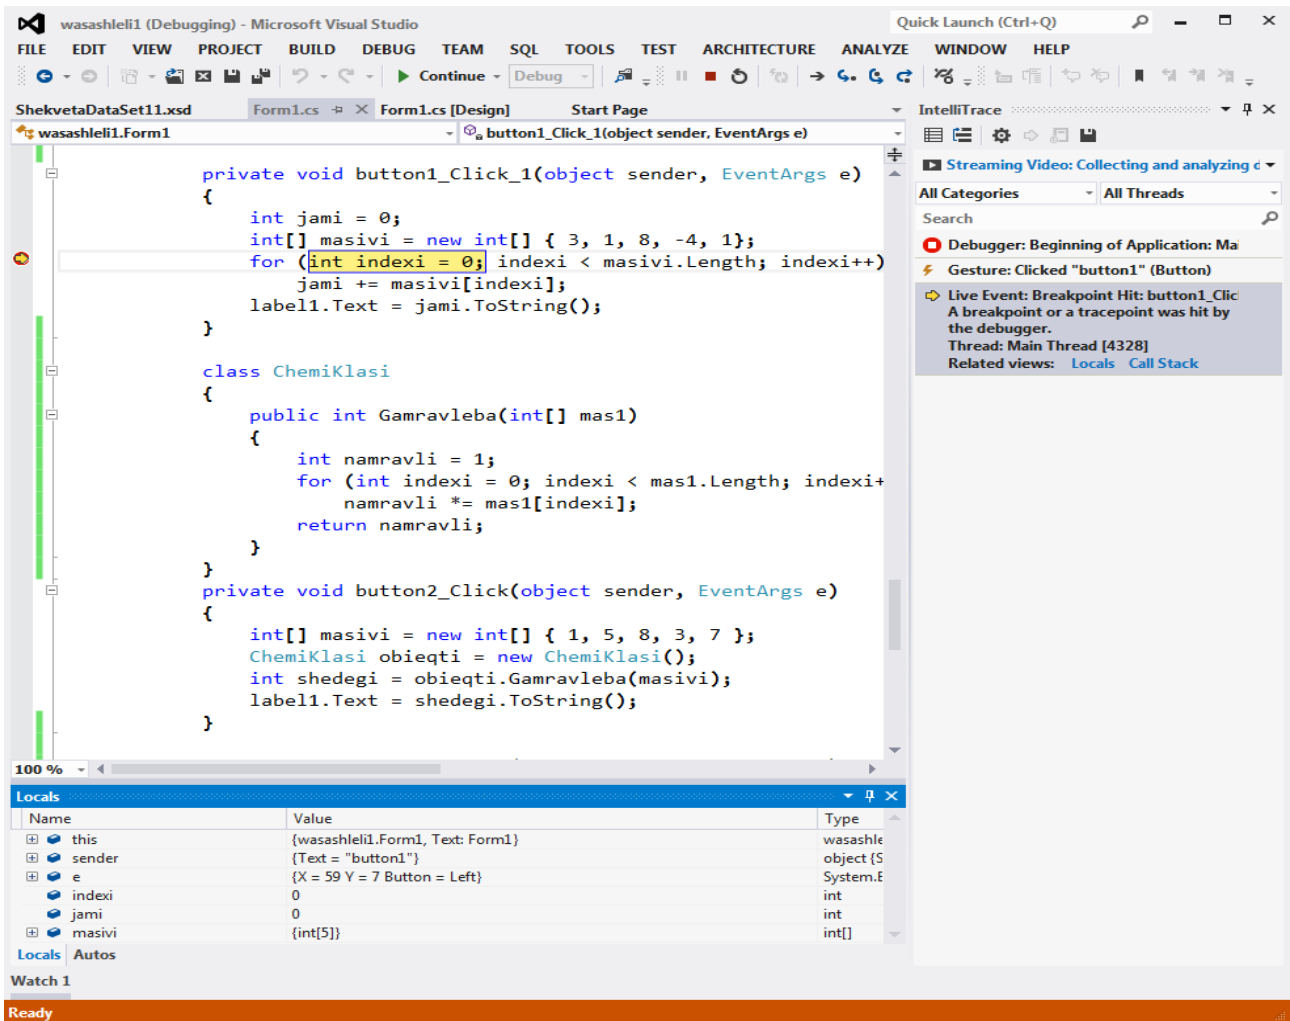 wasashleli1 (Debugging) - Microsoft Visual Studio
Quick Launch (Ctrl+Q)
FILE EDIT VIEW PROJECT BUILD DEBUG TEAM SQL TOOLS TEST ARCHITECTURE ANALYZE WINDOW HELP
Continue Debug
ShekvetaDataSet11.xsd Form1.cs Form1.cs [Design] Start Page
wasashleli1.Form1 button1_Click_1(object sender, EventArgs e)
private void button1_Click_1(object sender, EventArgs e)
{
int jami = 0;
int[] masivi = new int[] { 3, 1, 8, -4, 1};
for (int indexi = 0; indexi < masivi.Length; indexi++)
jami += masivi[indexi];
label1.Text = jami.ToString();
}
class ChemiKlasi
{
public int Gamravleba(int[] mas1)
{
int namravli = 1;
for (int indexi = 0; indexi < mas1.Length; indexi+
namravli *= mas1[indexi];
return namravli;
}
}
private void button2_Click(object sender, EventArgs e)
{
int[] masivi = new int[] { 1, 5, 8, 3, 7 };
ChemiKlasi obieqti = new ChemiKlasi();
int shedegi = obieqti.Gamravleba(masivi);
label1.Text = shedegi.ToString();
}
100 %
IntelliTrace
Streaming Video: Collecting and analyzing d
All Categories All Threads
Search
Debugger: Beginning of Application: Mai
Gesture: Clicked "button1" (Button)
Live Event: Breakpoint Hit: button1_Clic
A breakpoint or a tracepoint was hit by
the debugger.
Thread: Main Thread [4328]
Related views: Locals Call Stack
Locals
Name Value Type
this {wasashleli1.Form1, Text: Form1} wasashle
sender {Text = "button1"} object {S
e {X = 59 Y = 7 Button = Left} System.E
indexi 0 int
jami 0 int
masivi {int[5]} int[]
Locals Autos
Watch 1
Ready